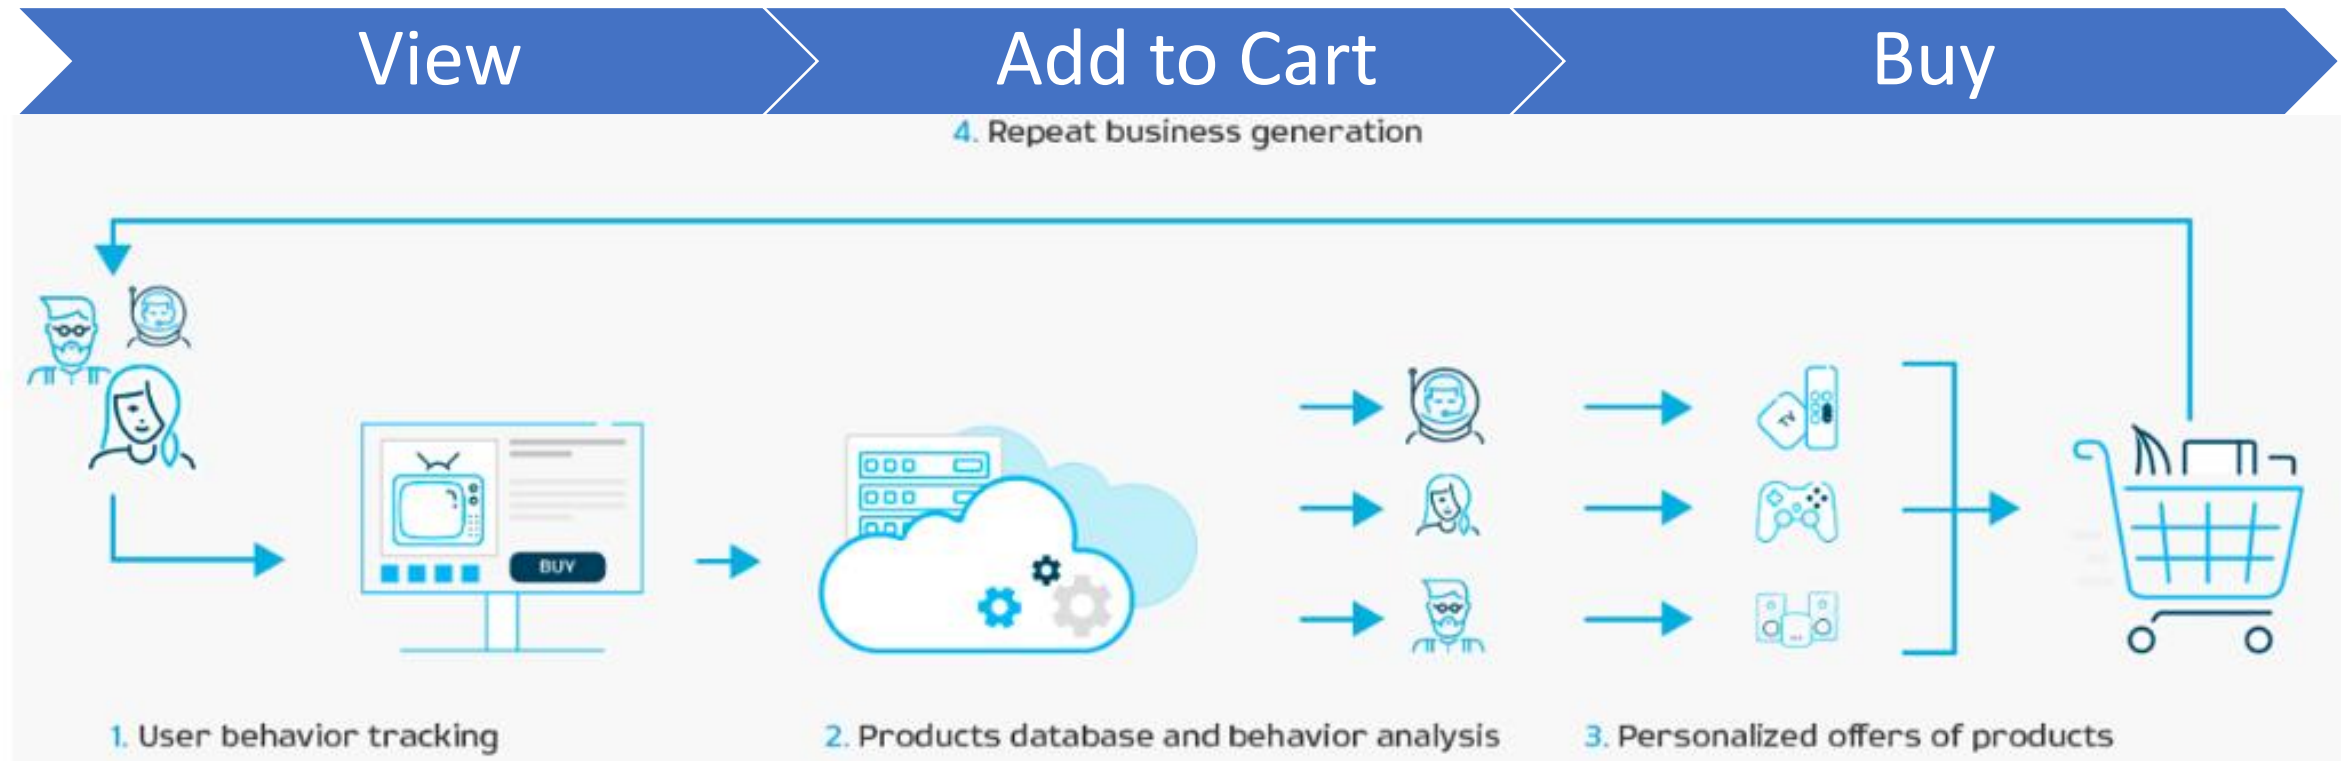 View
Add to Cart
Buy
4. Repeat business generation
TV
BUY
1. User behavior tracking
2. Products database and behavior analysis
3. Personalized offers of products